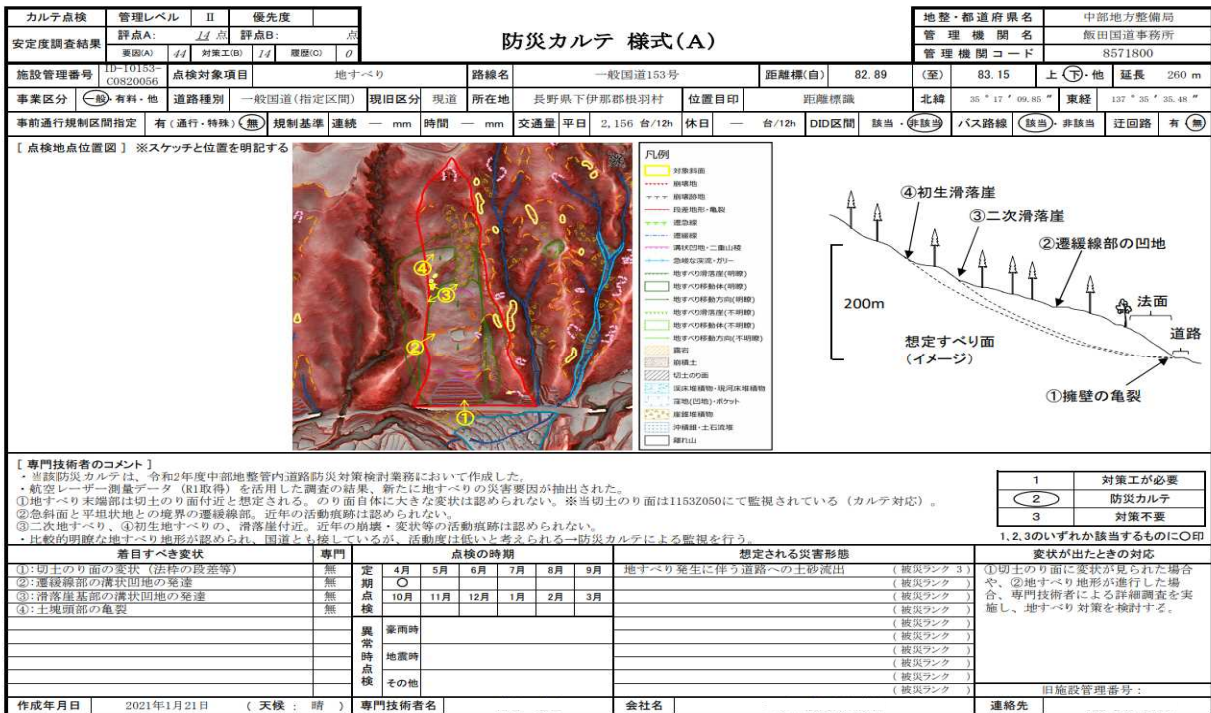 カルテ点検 管理レベル Ⅱ 優先度
安定度調査結果 評点A: 14 点 評点B: 点
要因(A) 44 対策工(B) 14 履歴(C) 0
防災カルテ 様式(A)
地整・都道府県名 中部地方整備局
管理機関名 飯田国道事務所
管理機関コード 8571800
施設管理番号 ID-10153-C0820056 点検対象項目 地すべり 路線名 一般国道153号 距離標(自) 82.89 (至) 83.15 上・下・他 延長 260 m
事業区分 一般・有料・他 道路種別 一般国道(指定区間) 現旧区分 現道 所在地 長野県下伊那郡根羽村 位置目印 距離標識 北緯 35 ° 17 ′ 09.85 ″ 東経 137 ° 35 ′ 35.48 ″
事前通行規制区間指定 有(通行・特殊)・無 規制基準 連続 ― mm 時間 ― mm 交通量 平日 2,156 台/12h 休日 ― 台/12h DID区間 該当・非該当 バス路線 該当・非該当 迂回路 有・無
[ 点検地点位置図 ] ※スケッチと位置を明記する
④
③
②
①
凡例
対象斜面
崩壊地
崩壊跡地
段差地形・亀裂
遷急線
遷緩線
溝状凹地・二重山稜
急峻な渓流・ガリー
地すべり滑落崖(明瞭)
地すべり移動体(明瞭)
地すべり移動方向(明瞭)
地すべり滑落崖(不明瞭)
地すべり移動体(不明瞭)
地すべり移動方向(不明瞭)
露岩
崩積土
切土のり面
渓床堆積物・現河床堆積物
窪地(凹地)・ポケット
崖錐堆積物
沖積錐・土石流堆
離れ山
④初生滑落崖
③二次滑落崖
②遷緩線部の凹地
法面
道路
200m
想定すべり面
(イメージ)
①擁壁の亀裂
[ 専門技術者のコメント ]
・当該防災カルテは、令和2年度中部地整管内道路防災対策検討業務において作成した。
・航空レーザー測量データ(R1取得)を活用した調査の結果、新たに地すべりの災害要因が抽出された。
①地すべり末端部は切土のり面付近と想定される。のり面自体に大きな変状は認められない。※当切土のり面はI153Z050にて監視されている(カルテ対応)。
②急斜面と平坦状地との境界の遷緩線部。近年の活動痕跡は認められない。
③二次地すべり、④初生地すべりの、滑落崖付近。近年の崩壊・変状等の活動痕跡は認められない。
・比較的明瞭な地すべり地形が認められ、国道とも接しているが、活動度は低いと考えられる→防災カルテによる監視を行う。
1 対策工が必要
2 防災カルテ
3 対策不要
1,2,3のいずれか該当するものに○印
着目すべき変状 専門 点検の時期 想定される災害形態 変状が出たときの対応
①:切土のり面の変状(法枠の段差等) 無
②:遷緩線部の溝状凹地の発達 無
③:滑落崖基部の溝状凹地の発達 無
④:土塊頭部の亀裂 無
定期点検 4月 5月 6月 7月 8月 9月
○
10月 11月 12月 1月 2月 3月
異常時点検 豪雨時
地震時
その他
地すべり発生に伴う道路への土砂流出 (被災ランク 3)
(被災ランク )
(被災ランク )
(被災ランク )
(被災ランク )
(被災ランク )
(被災ランク )
(被災ランク )
(被災ランク )
(被災ランク )
①切土のり面に変状が見られた場合
や、②地すべり地形が進行した場
合、専門技術者による詳細調査を実
施し、地すべり対策を検討する。
旧施設管理番号:
作成年月日 2021年1月21日 (天候: 晴 ) 専門技術者名 会社名 連絡先